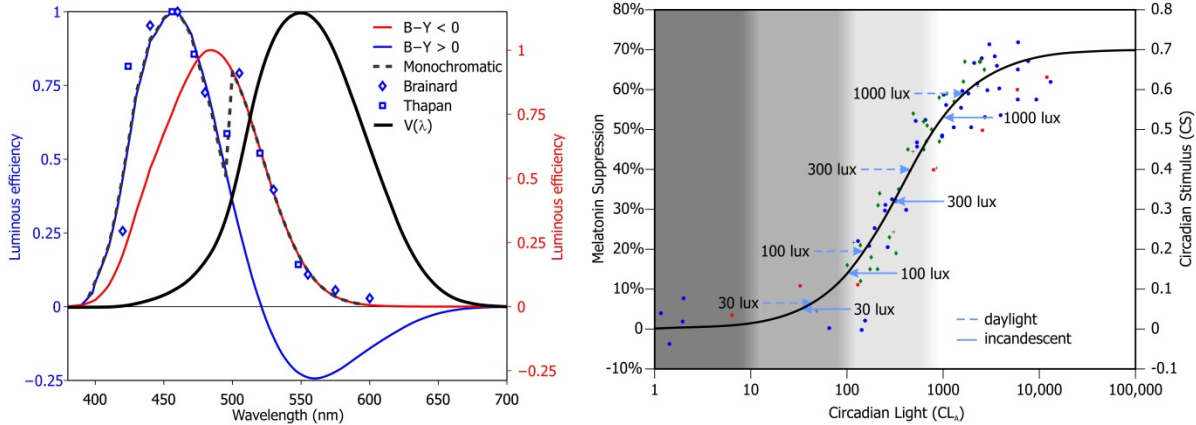 Luminous efficiency
1
0.75
0.5
0.25
0
−0.25
400
450
500
550
600
650
700
Wavelength (nm)
B−Y < 0
B−Y > 0
Monochromatic
Brainard
Thapan
V(λ)
1
0.75
0.50
0.25
0
−0.25
Luminous efficiency
Melatonin Suppression
80%
70%
60%
50%
40%
30%
20%
10%
0
-10%
1
10
100
1000
10,000
100,000
Circadian Light (CLA)
1000 lux
1000 lux
300 lux
300 lux
100 lux
100 lux
30 lux
30 lux
daylight
incandescent
0.8
0.7
0.6
0.5
0.4
0.3
0.2
0.1
0
-0.1
Circadian Stimulus (CS)